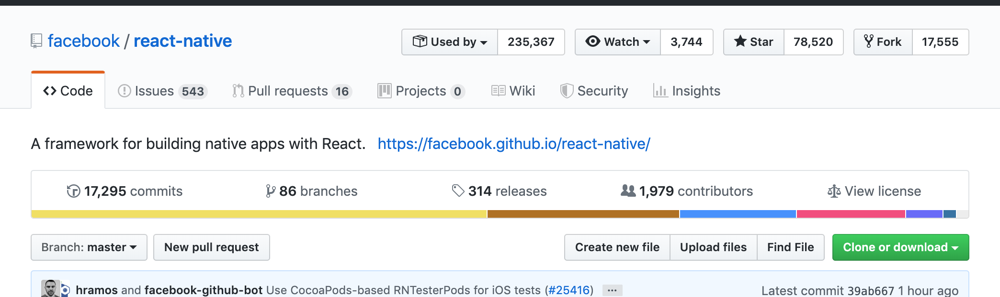 facebook / react-native Used by 235,367 Watch 3,744 Star 78,520 Fork 17,555
Code Issues 543 Pull requests 16 Projects 0 Wiki Security Insights
A framework for building native apps with React. https://facebook.github.io/react-native/
17,295 commits 86 branches 314 releases 1,979 contributors View license
Branch: master New pull request Create new file Upload files Find File Clone or download
hramos and facebook-github-bot Use CocoaPods-based RNTesterPods for iOS tests (#25416) ... Latest commit 39ab667 1 hour ago